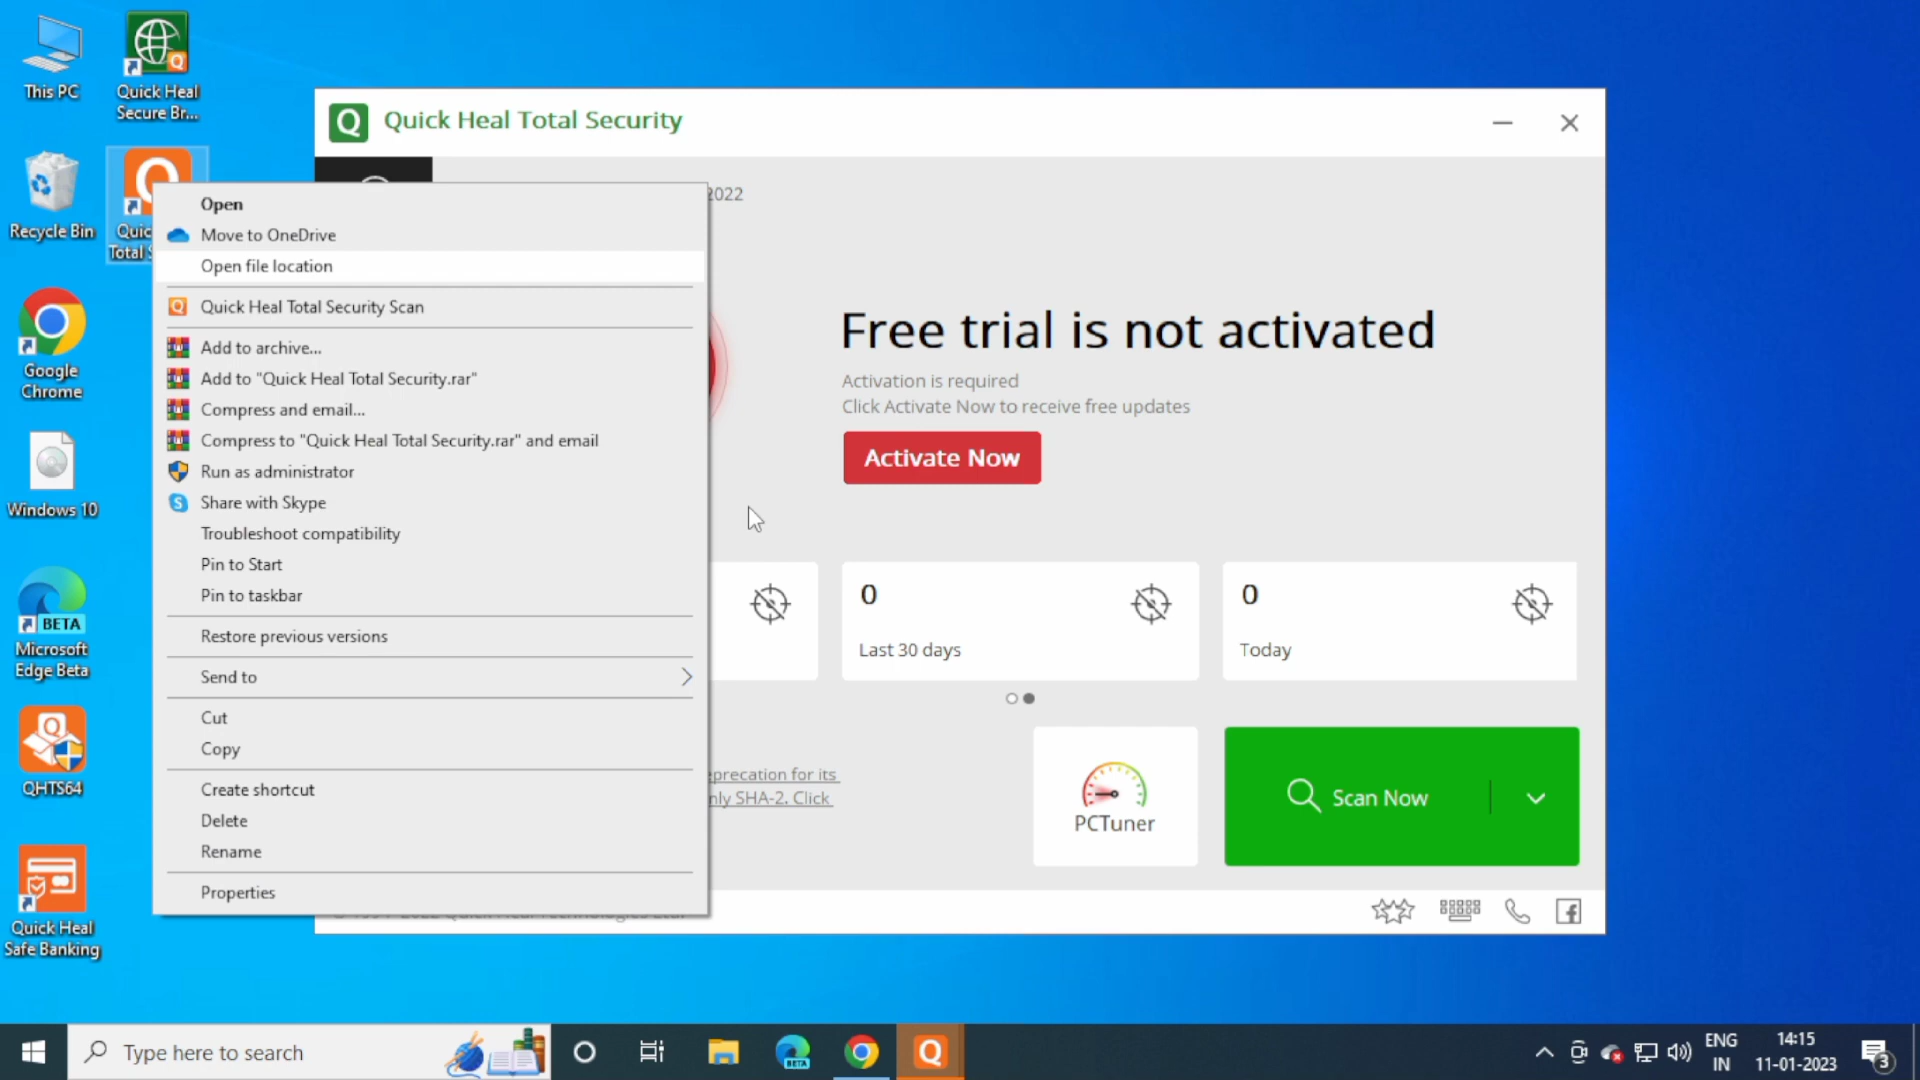 This PC
Quick Heal
Secure Br...
Recycle Bin
Quic
Total S
Google
Chrome
Windows 10
BETA
Microsoft
Edge Beta
QHTS64
Quick Heal
Safe Banking
Quick Heal Total Security
2022
Open
Move to OneDrive
Open file location
Quick Heal Total Security Scan
Add to archive...
Add to "Quick Heal Total Security.rar"
Compress and email...
Compress to "Quick Heal Total Security.rar" and email
Run as administrator
Share with Skype
Troubleshoot compatibility
Pin to Start
Pin to taskbar
Restore previous versions
Send to
Cut
Copy
Create shortcut
Delete
Rename
Properties
Free trial is not activated
Activation is required
Click Activate Now to receive free updates
Activate Now
0
Last 30 days
0
Today
eprecation for its
nly SHA-2. Click
PCTuner
Scan Now
Type here to search
BETA
ENG
IN
14:15
11-01-2023
3